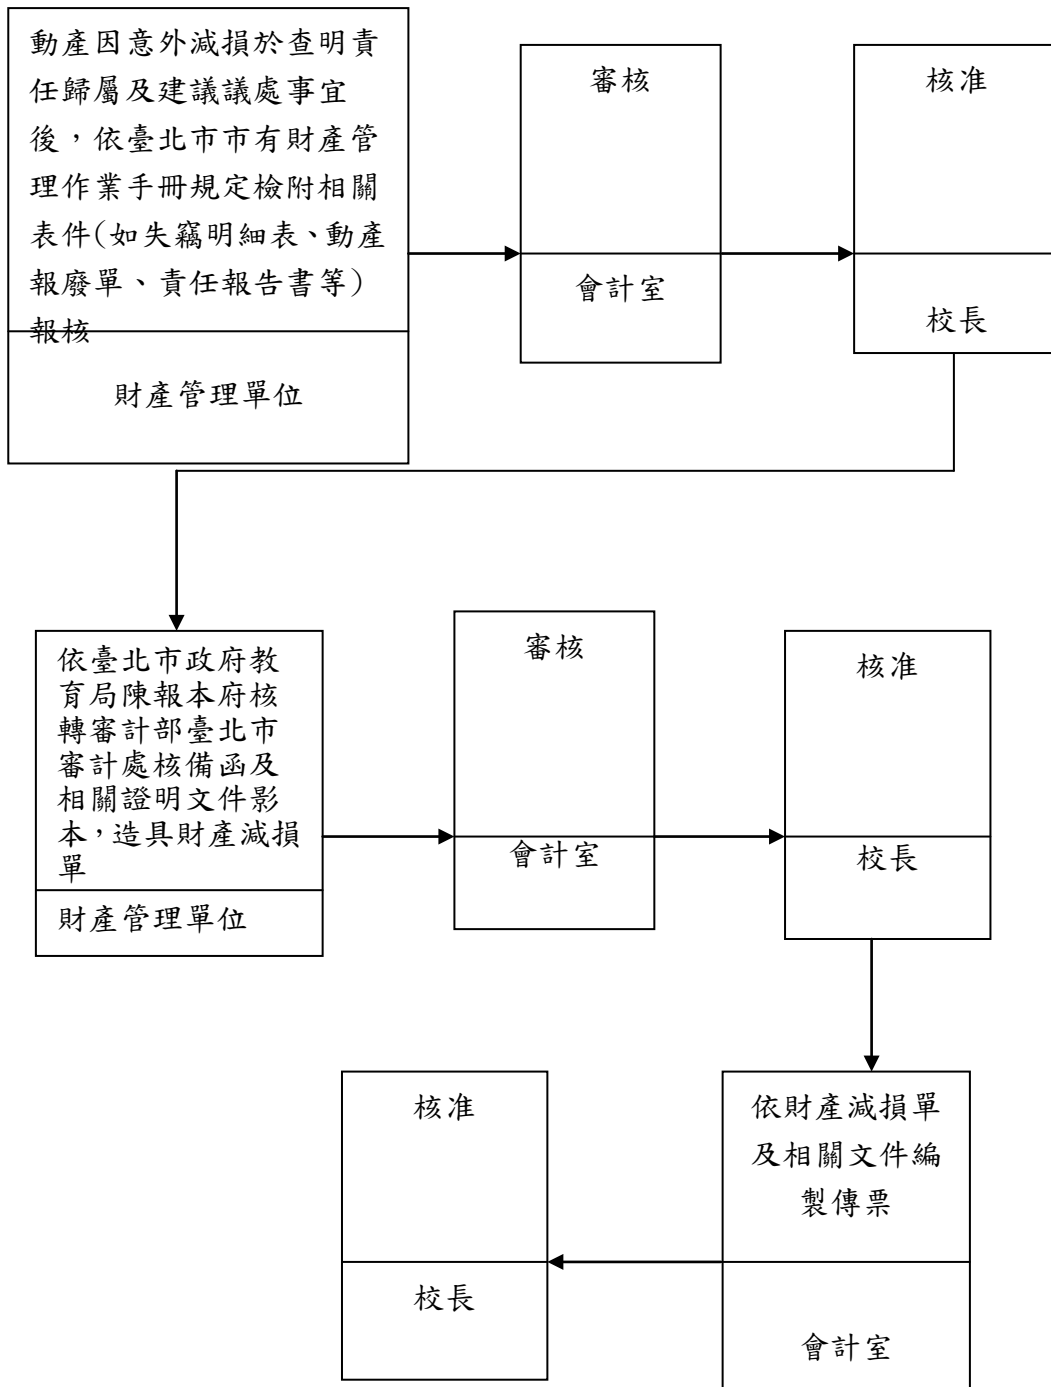 動產因意外減損於查明責
任歸屬及建議議處事宜
後，依臺北市市有財產管
理作業手冊規定檢附相關
表件(如失竊明細表、動產
報廢單、責任報告書等)
報核
財產管理單位
審核
會計室
核准
校長
依臺北市政府教
育局陳報本府核
轉審計部臺北市
審計處核備函及
相關證明文件影
本，造具財產減損
單
財產管理單位
審核
會計室
核准
校長
依財產減損單
及相關文件編
製傳票
會計室
核准
校長